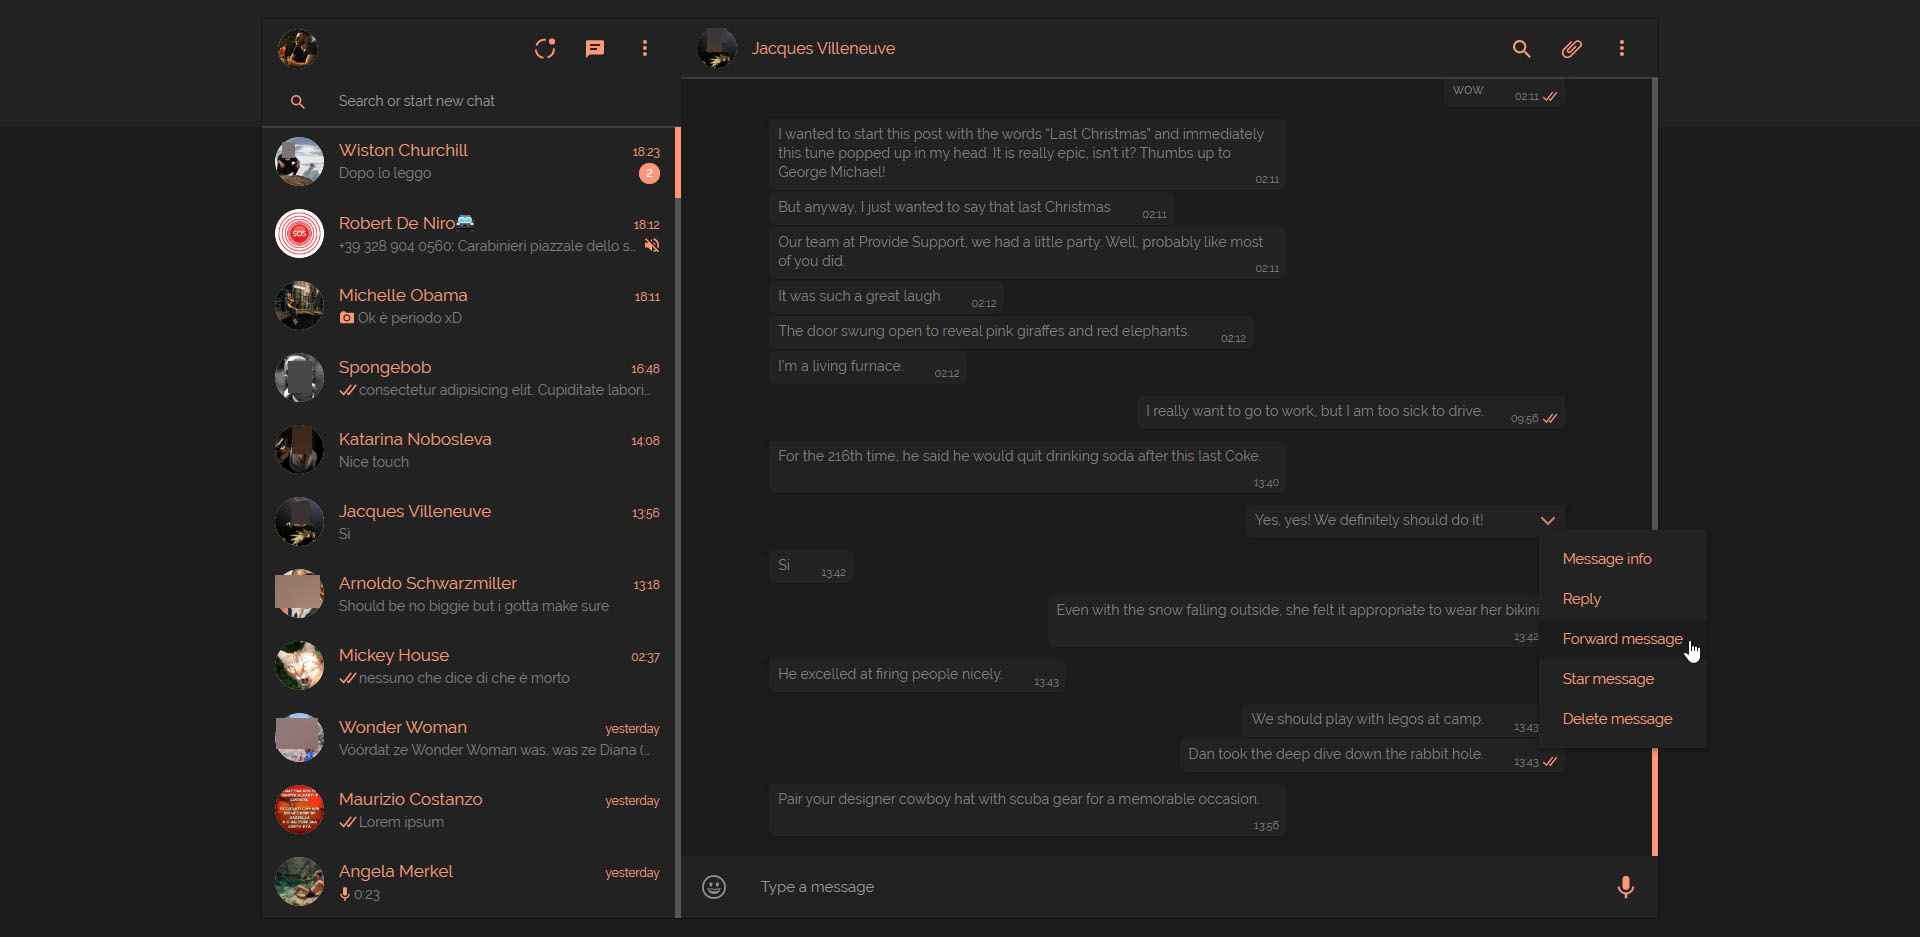 Search or start new chat
Wiston Churchill
18:23
Dopo lo leggo
2
SOS
Robert De Niro🚘
18:12
+39 328 904 0560: Carabinieri piazzale dello s...
Michelle Obama
18:11
Ok è periodo xD
Spongebob
16:48
consectetur adipisicing elit. Cupiditate labori...
Katarina Nobosleva
14:08
Nice touch
Jacques Villeneuve
13:56
Si
Arnoldo Schwarzmiller
13:18
Should be no biggie but i gotta make sure
Mickey House
02:37
nessuno che dice di che è morto
Wonder Woman
yesterday
Vóórdat ze Wonder Woman was, was ze Diana (...
Maurizio Costanzo
yesterday
Lorem ipsum
Angela Merkel
yesterday
0:23
Jacques Villeneuve
WOW
02:11
I wanted to start this post with the words “Last Christmas” and immediately
this tune popped up in my head. It is really epic, isn’t it? Thumbs up to
George Michael!
02:11
But anyway, I just wanted to say that last Christmas
02:11
Our team at Provide Support, we had a little party. Well, probably like most
of you did.
02:11
It was such a great laugh
02:12
The door swung open to reveal pink giraffes and red elephants.
02:12
I'm a living furnace.
02:12
I really want to go to work, but I am too sick to drive.
09:56
For the 216th time, he said he would quit drinking soda after this last Coke.
13:40
Yes, yes! We definitely should do it!
Si
13:42
Even with the snow falling outside, she felt it appropriate to wear her bikini
13:42
He excelled at firing people nicely.
13:43
We should play with legos at camp.
13:43
Dan took the deep dive down the rabbit hole.
13:43
Pair your designer cowboy hat with scuba gear for a memorable occasion.
13:56
Message info
Reply
Forward message
Star message
Delete message
Type a message